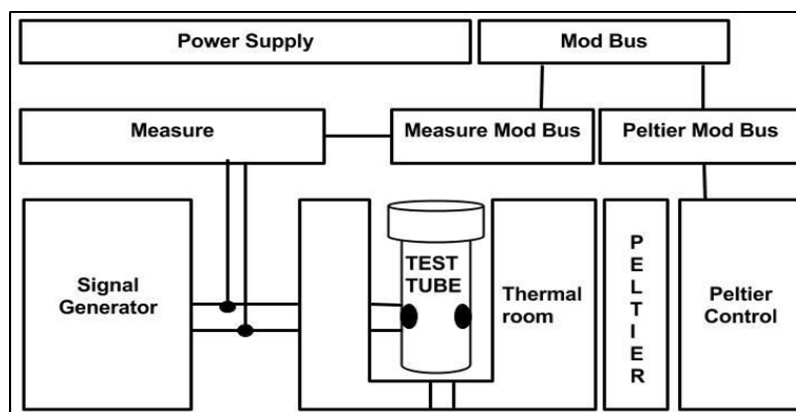 Power Supply
Mod Bus
Measure
Measure Mod Bus
Peltier Mod Bus
Signal
Generator
TEST
TUBE
Thermal
room
PELTIER
Peltier
Control